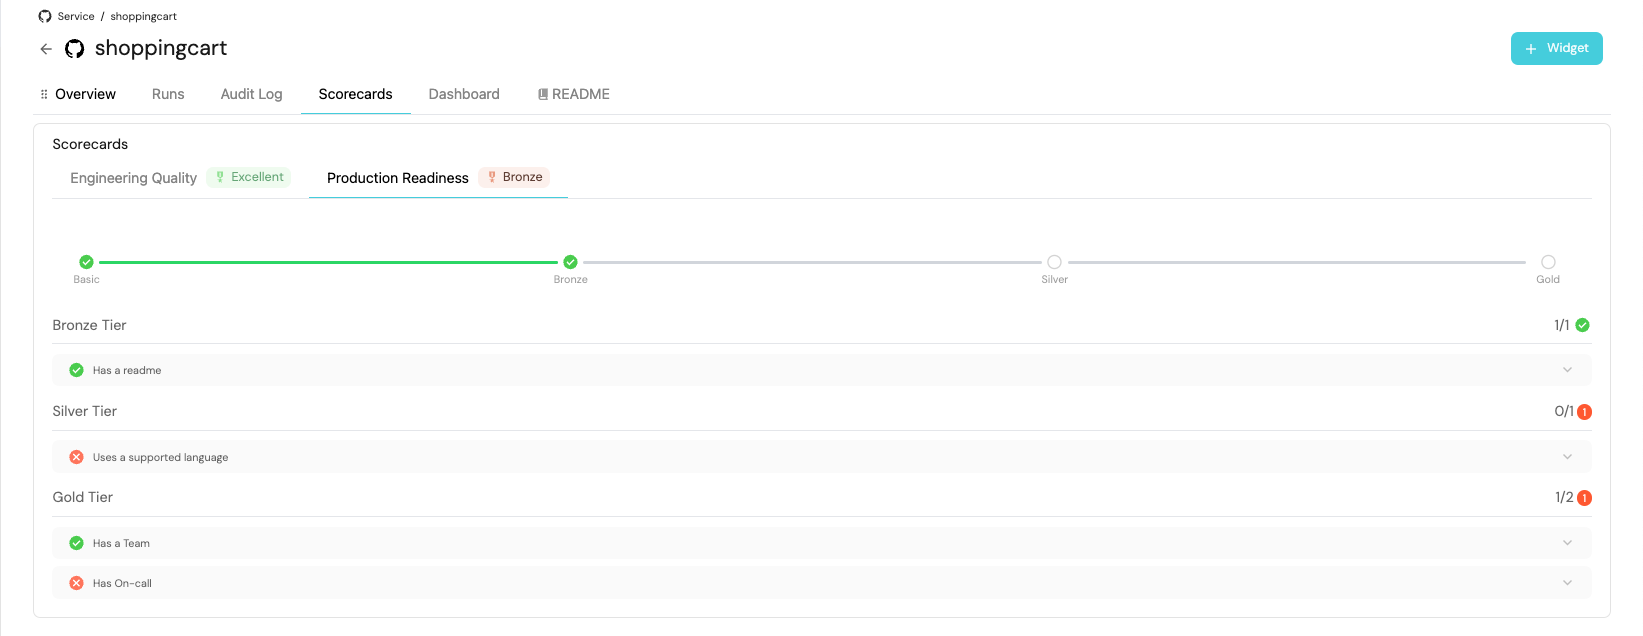 Service / shoppingcart
shoppingcart
+ Widget
Overview Runs Audit Log Scorecards Dashboard README
Scorecards
Engineering Quality Excellent Production Readiness Bronze
Basic Bronze Silver Gold
Bronze Tier 1/1
Has a readme
Silver Tier 0/1 1
Uses a supported language
Gold Tier 1/2 1
Has a Team
Has On-call